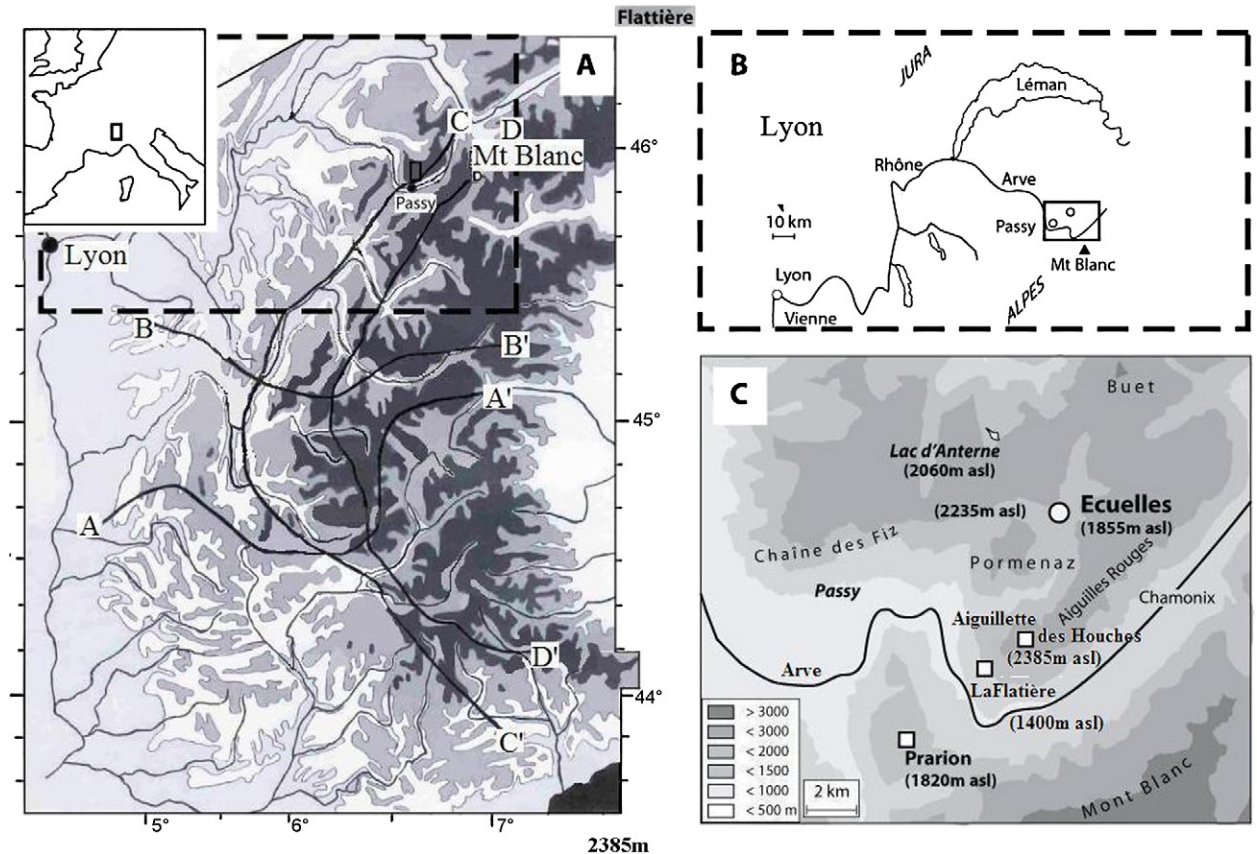 Flattière
A
C
D
Mt Blanc
46°
Passy
Lyon
B
B'
A'
45°
A
D'
C'
44°
5°
6°
7°
2385m
B
JURA
Léman
Lyon
Rhône
Arve
10 km
Passy
Mt Blanc
Lyon
ALPES
Vienne
C
Buet
Lac d'Anterne
(2060m asl)
(2235m asl)
Ecuelles
(1855m asl)
Chaîne des Fiz
Pormenaz
Aiguilles Rouges
Passy
Chamonix
Aiguillette
des Houches
(2385m asl)
Arve
LaFlatière
(1400m asl)
> 3000
< 3000
< 2000
< 1500
< 1000
< 500 m
2 km
Prarion
(1820m asl)
Mont Blanc